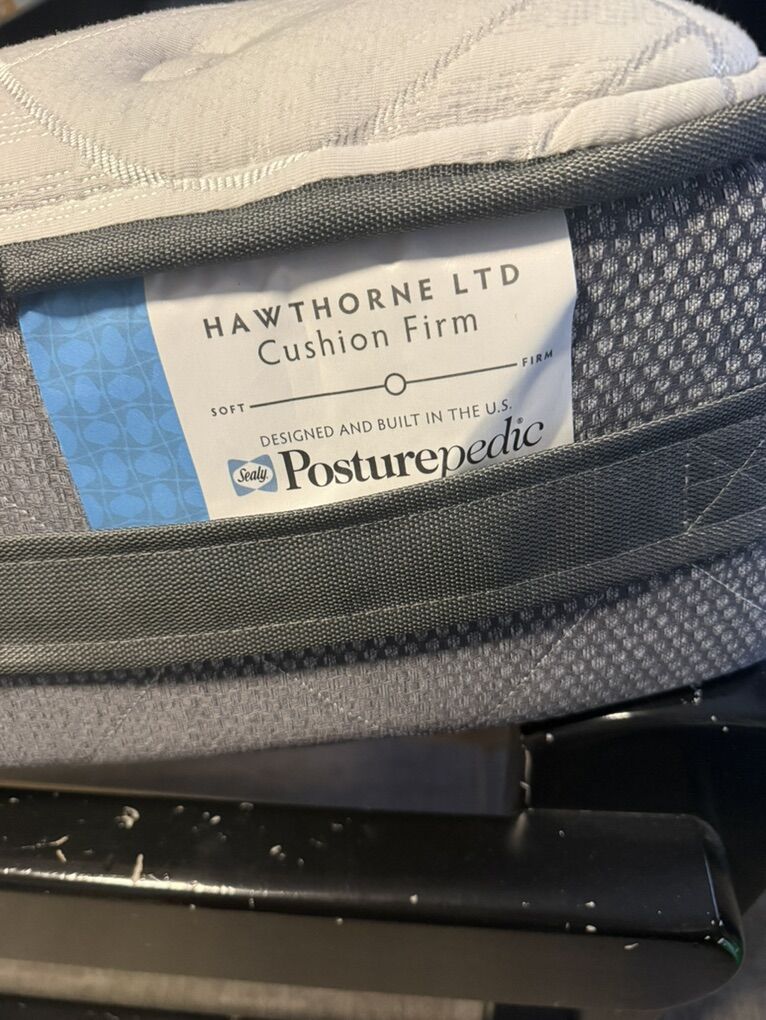 HAWTHORNE LTD
Cushion Firm
SOFT FIRM
DESIGNED AND BUILT IN THE U.S.
Sealy Posturepedic®